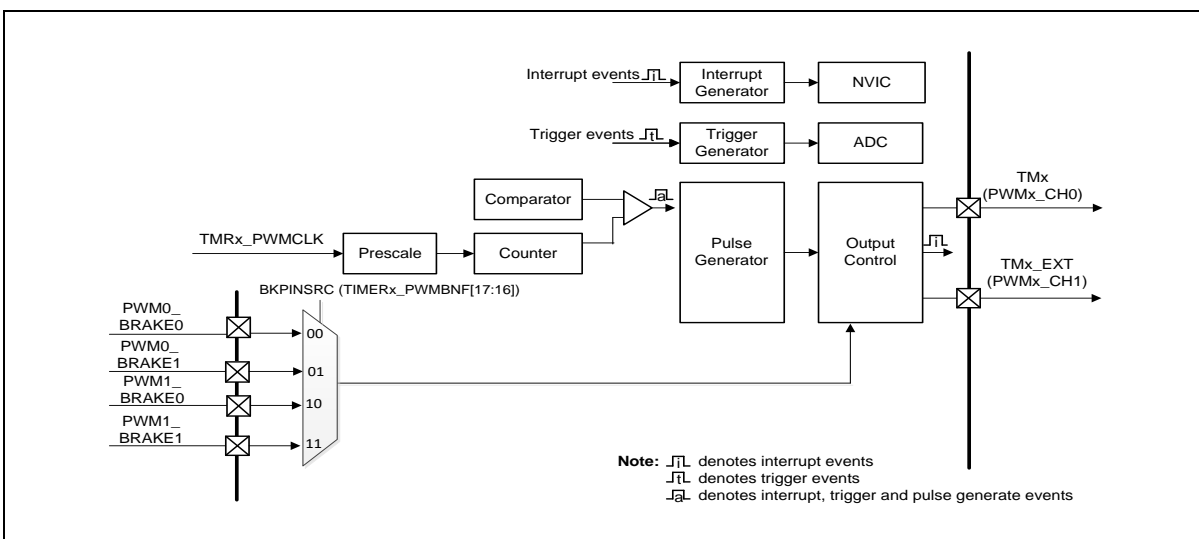 Interrupt events i
Interrupt
Generator
NVIC
Trigger events t
Trigger
Generator
ADC
Comparator
a
TMRx_PWMCLK
Prescale
Counter
Pulse
Generator
Output
Control
i
TMx
(PWMx_CH0)
TMx_EXT
(PWMx_CH1)
BKPINSRC (TIMERx_PWMBNF[17:16])
PWM0_
BRAKE0
00
PWM0_
BRAKE1
01
PWM1_
BRAKE0
10
PWM1_
BRAKE1
11
Note: i denotes interrupt events
t denotes trigger events
a denotes interrupt, trigger and pulse generate events